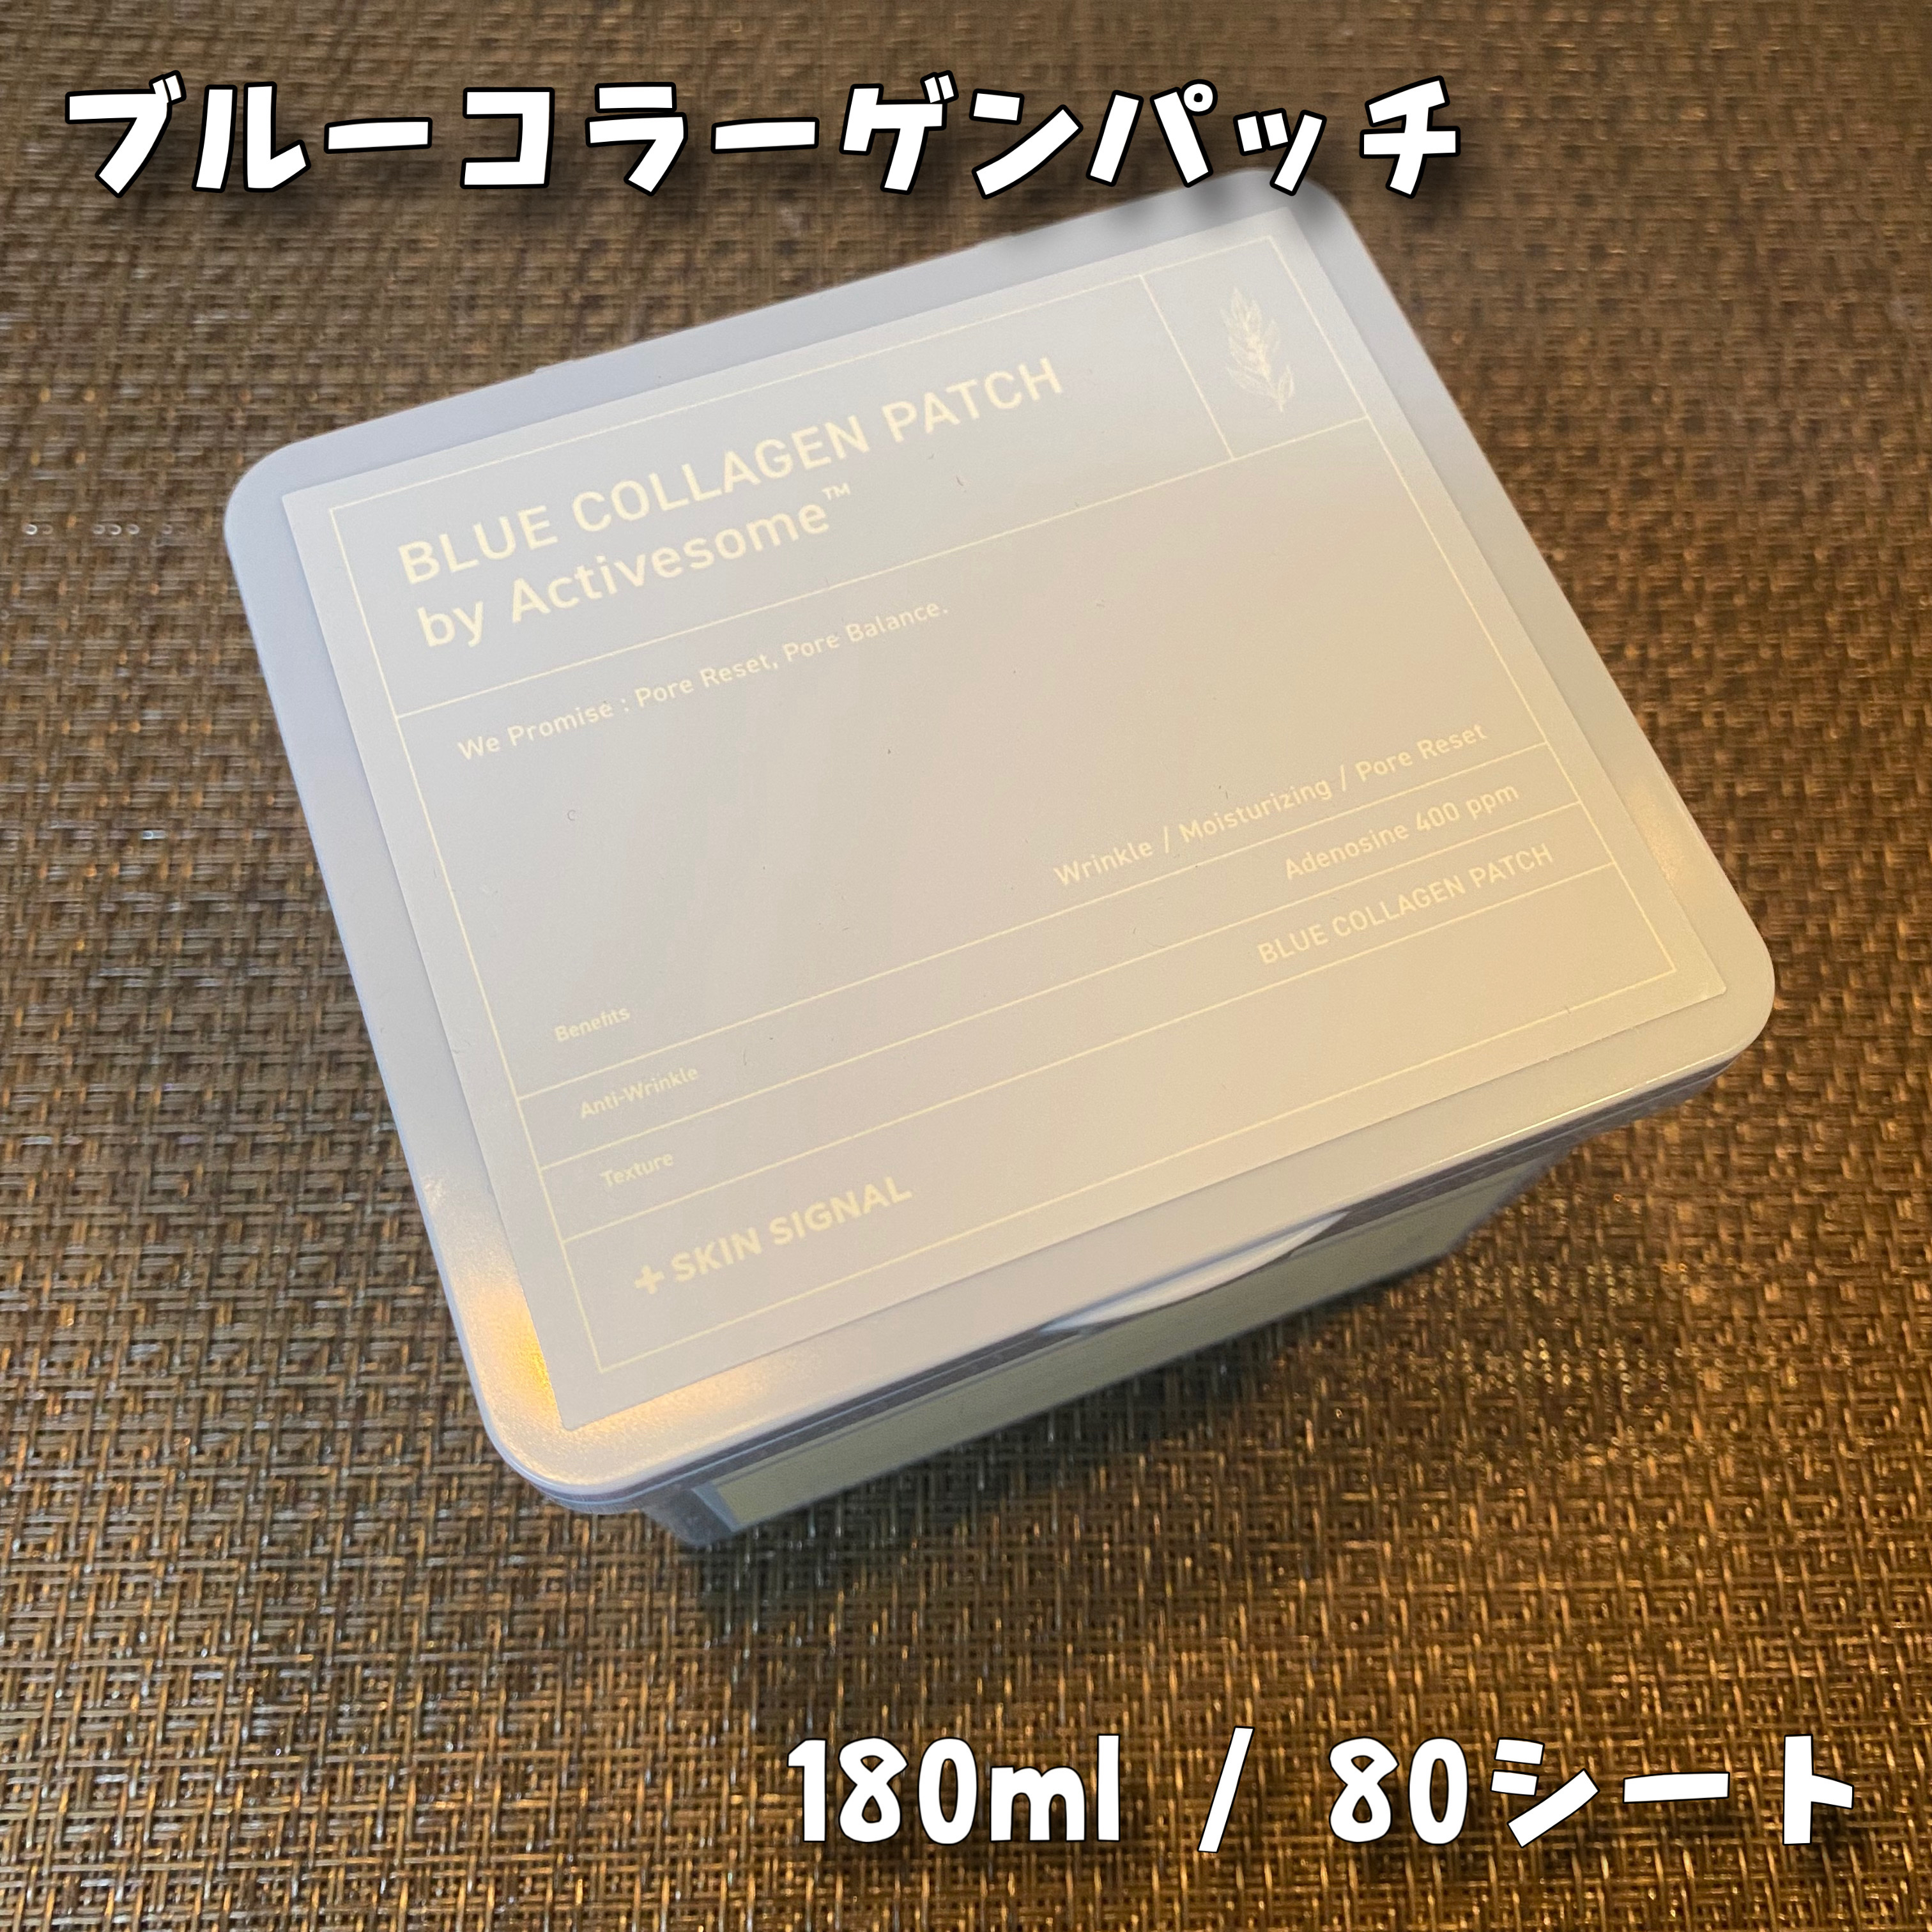 ブルーコラーゲンパッチ
BLUE COLLAGEN PATCH
by Activesome™
We Promise : Pore Reset, Pore Balance.
Benefits Wrinkle / Moisturizing / Pore Reset
Anti-Wrinkle Adenosine 400 ppm
Texture BLUE COLLAGEN PATCH
+ SKIN SIGNAL
180ml / 80シート